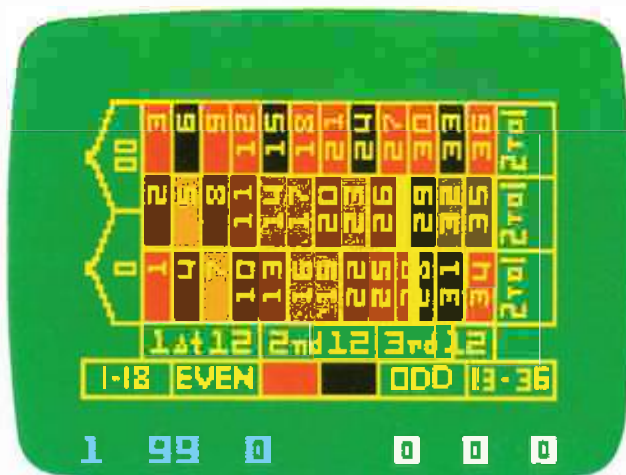 3 6 9 12 15 18 21 24 27 30 33 36 2To1
00 2 5 8 11 14 17 20 23 26 29 32 35 2To1
0 1 4 7 10 13 16 19 22 25 28 31 34 2To1
1st12 2nd12 3rd12
1-18 EVEN ODD 19-36
1 99 0 0 0 0